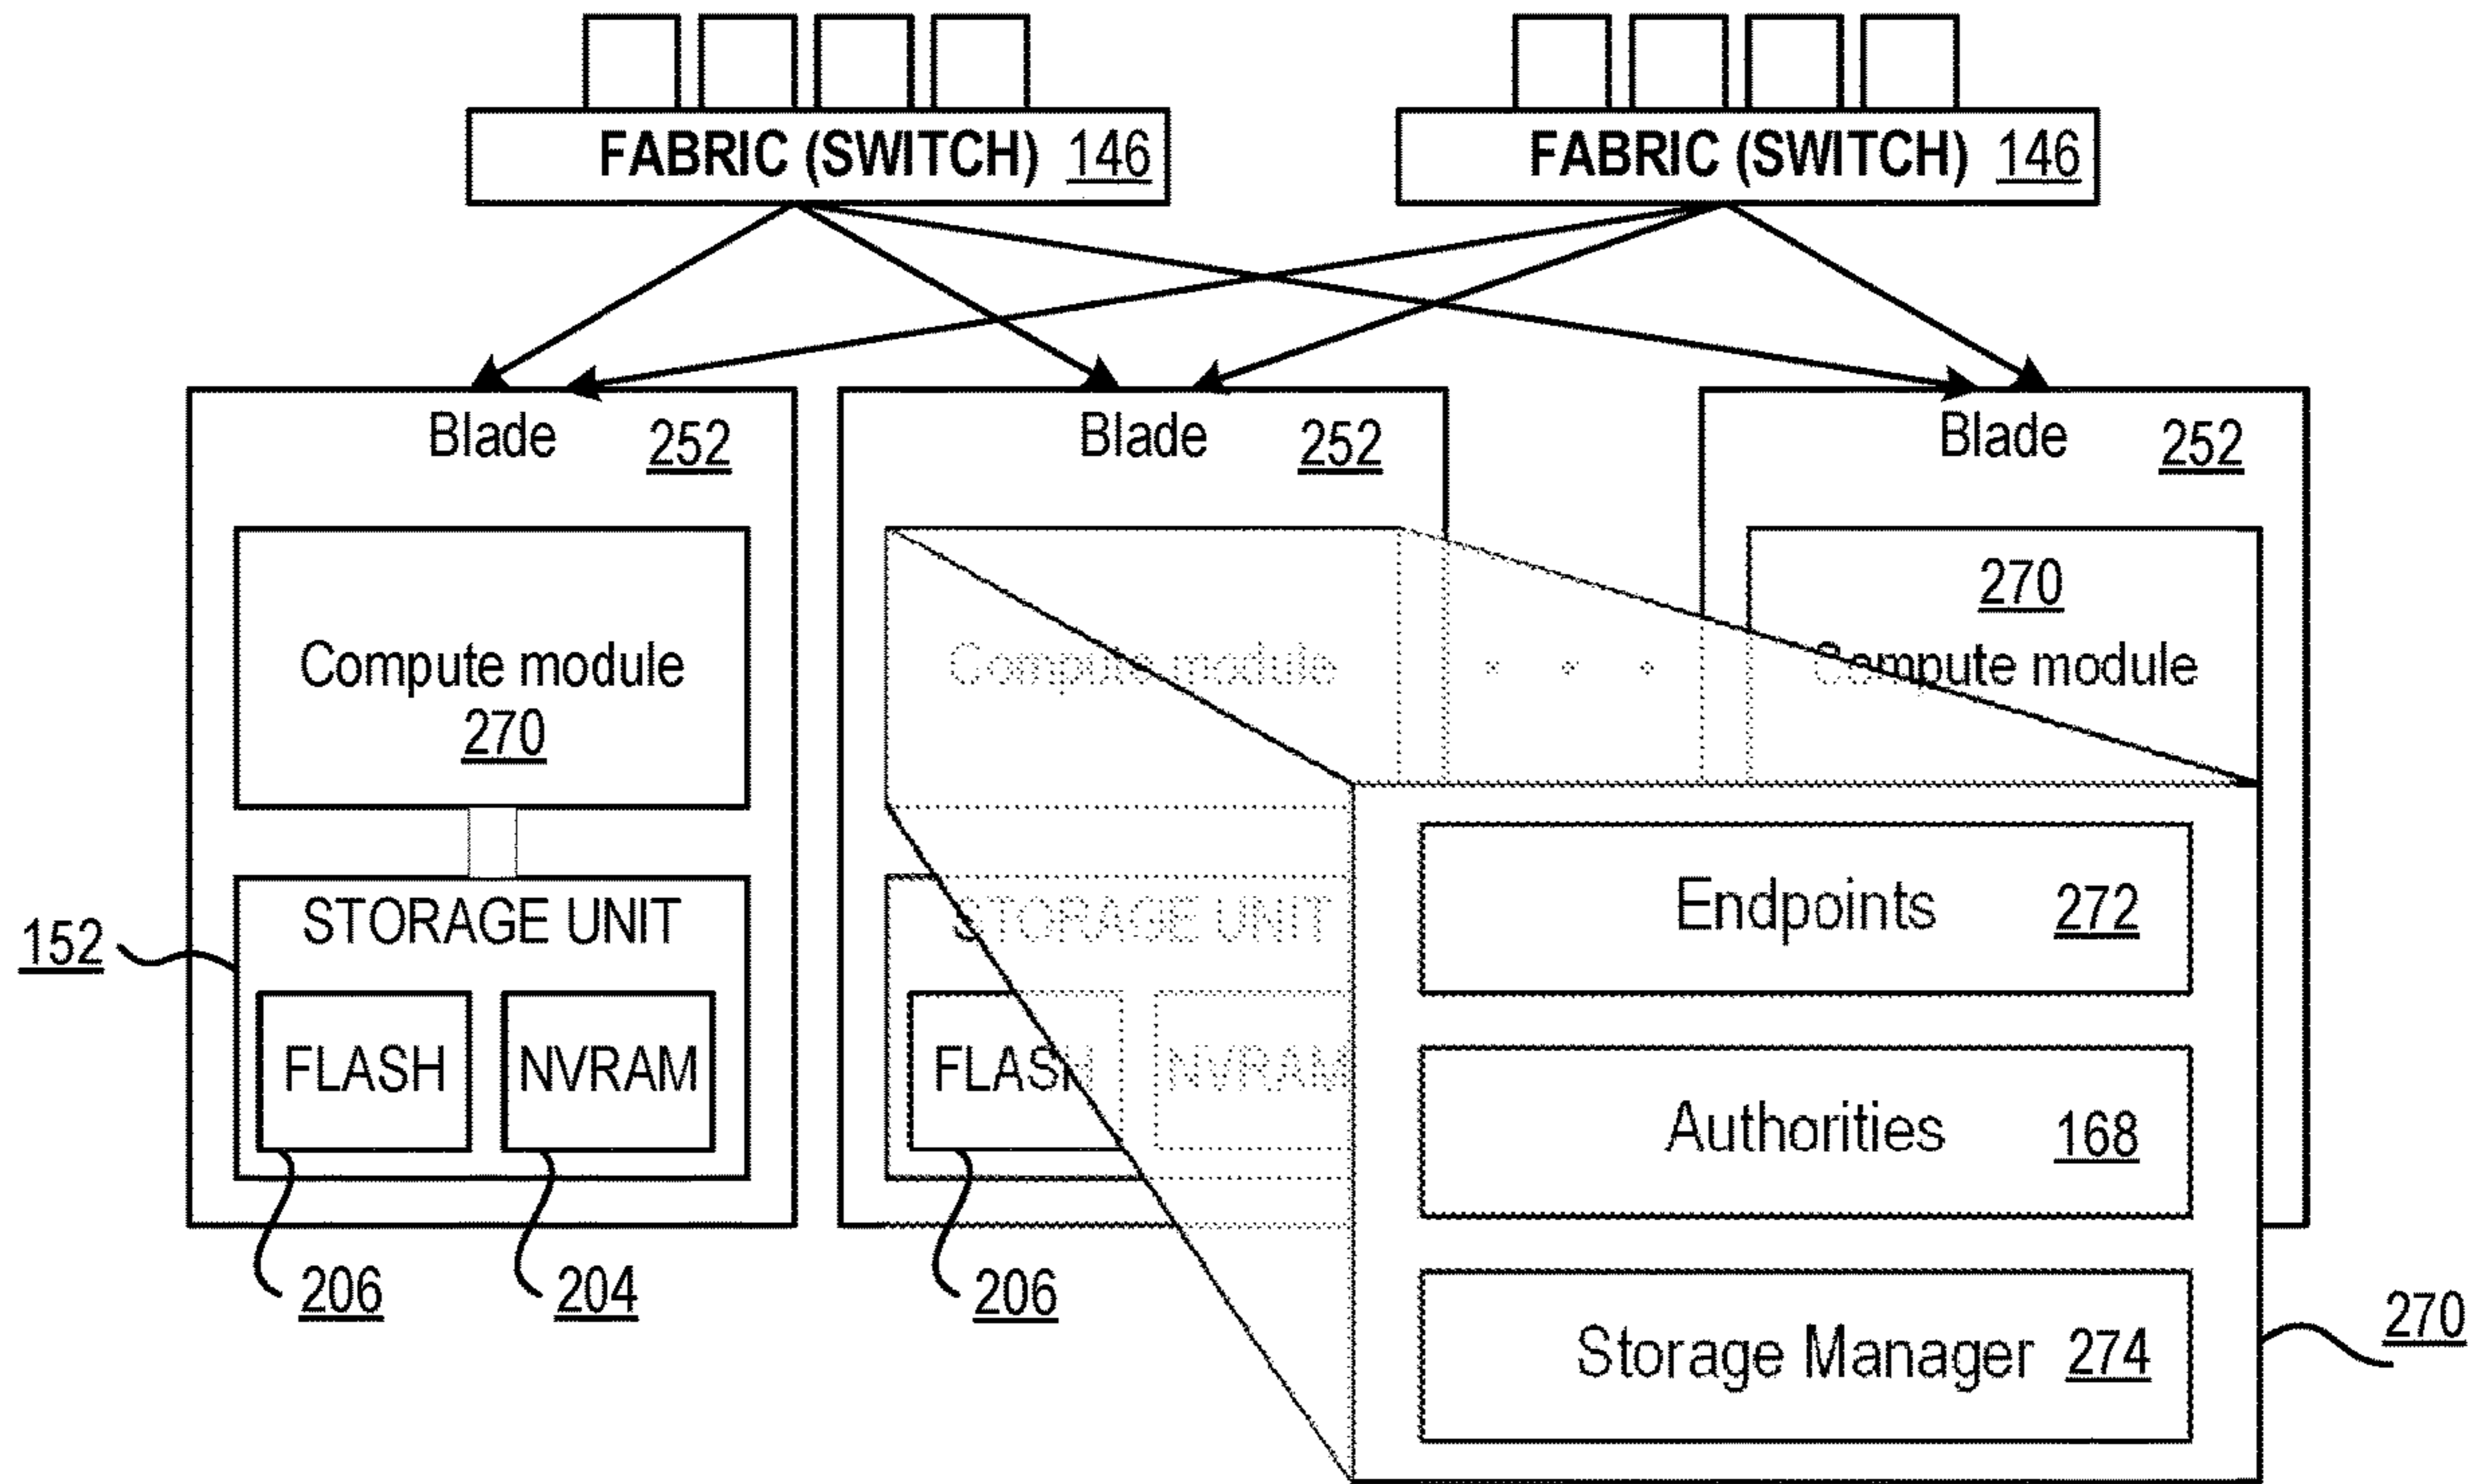 FABRIC (SWITCH) 146
FABRIC (SWITCH) 146
Blade 252
Blade 252
Blade 252
Compute module
270
Compute module
270
Compute module
. . .
STORAGE UNIT
152
FLASH
NVRAM
206
204
STORAGE UNIT
FLASH
NVRAM
206
Endpoints 272
Authorities 168
Storage Manager 274
270